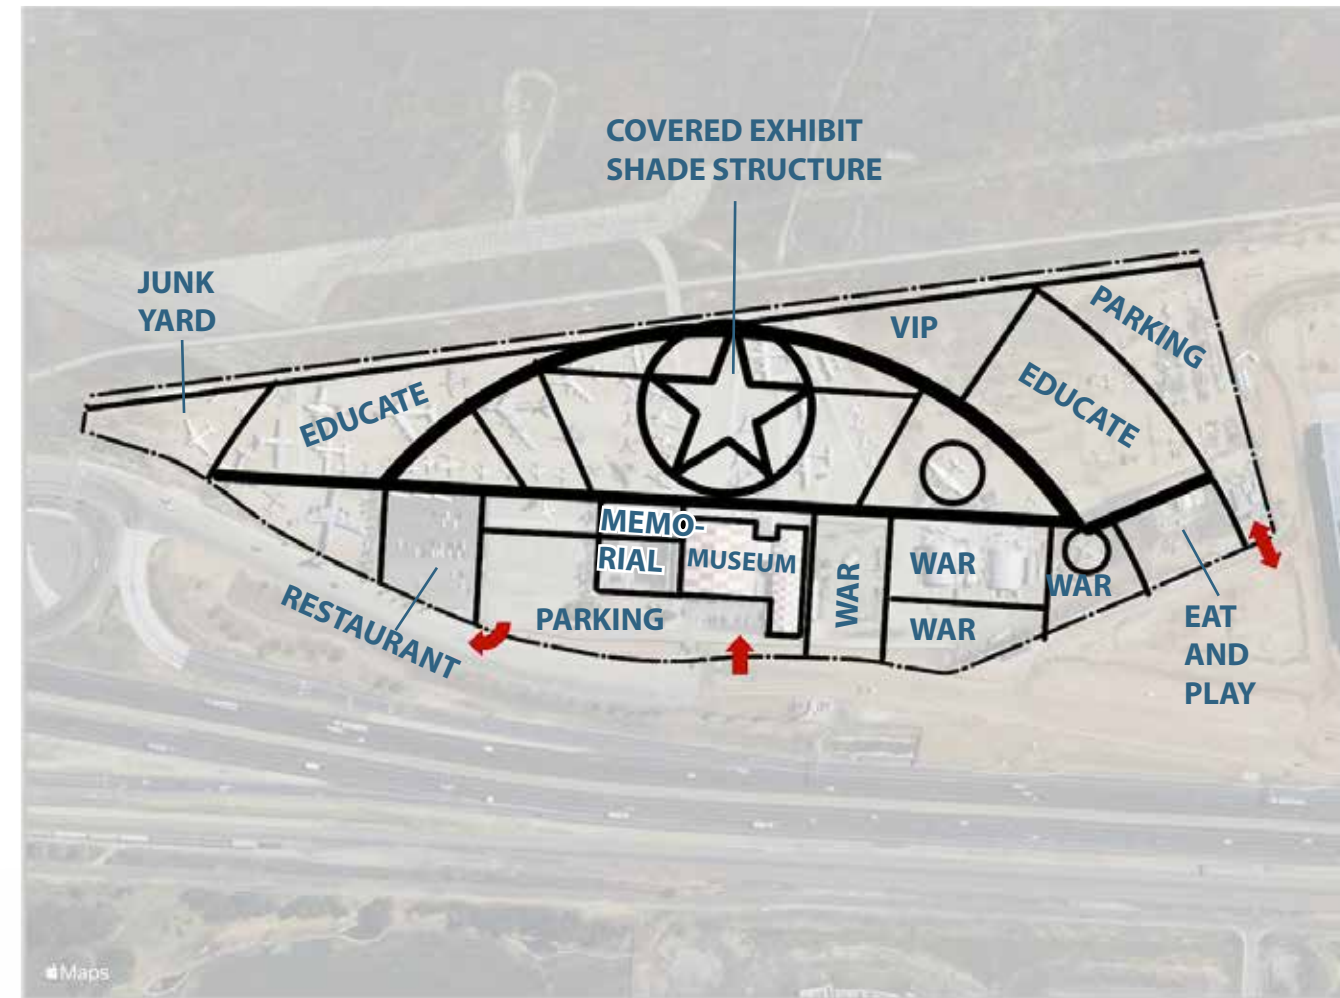 COVERED EXHIBIT
SHADE STRUCTURE
JUNK
YARD
PARKING
VIP
EDUCATE
EDUCATE
MEMO-
RIAL
MUSEUM
WAR
WAR
WAR
WAR
PARKING
RESTAURANT
EAT
AND
PLAY
Maps